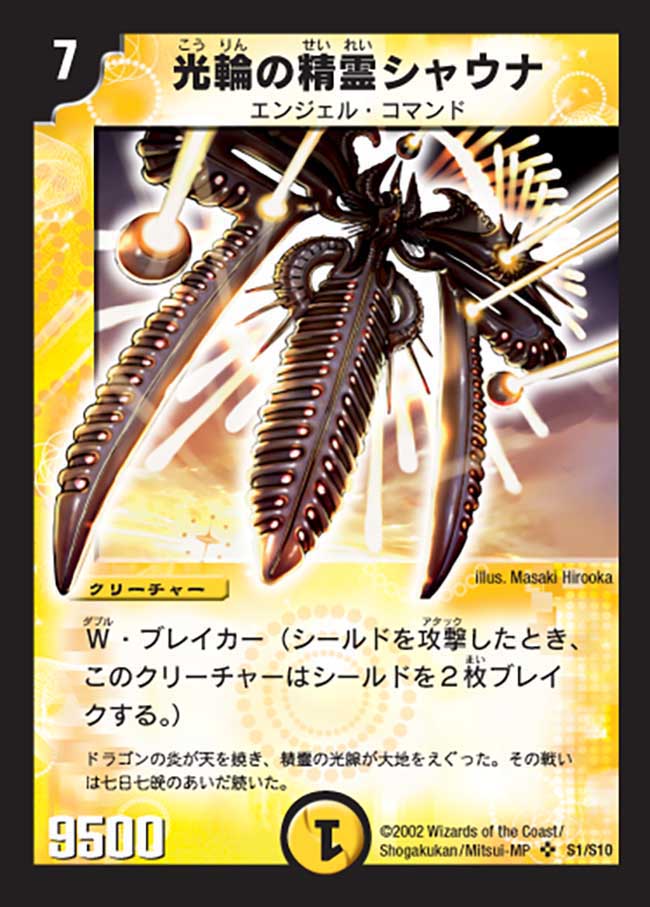 7
光輪の精霊シャウナ
こう りん せい れい
エンジェル・コマンド
illus. Masaki Hirooka
クリーチャー
W・ブレイカー（シールドを攻撃したとき、
ダブル アタック
このクリーチャーはシールドを２枚ブレイ
まい
クする。）
ドラゴンの炎が天を焼き、精霊の光線が大地をえぐった。その戦い
は七日七晩のあいだ続いた。
9500
1
©2002 Wizards of the Coast/
Shogakukan/Mitsui-MP S1/S10